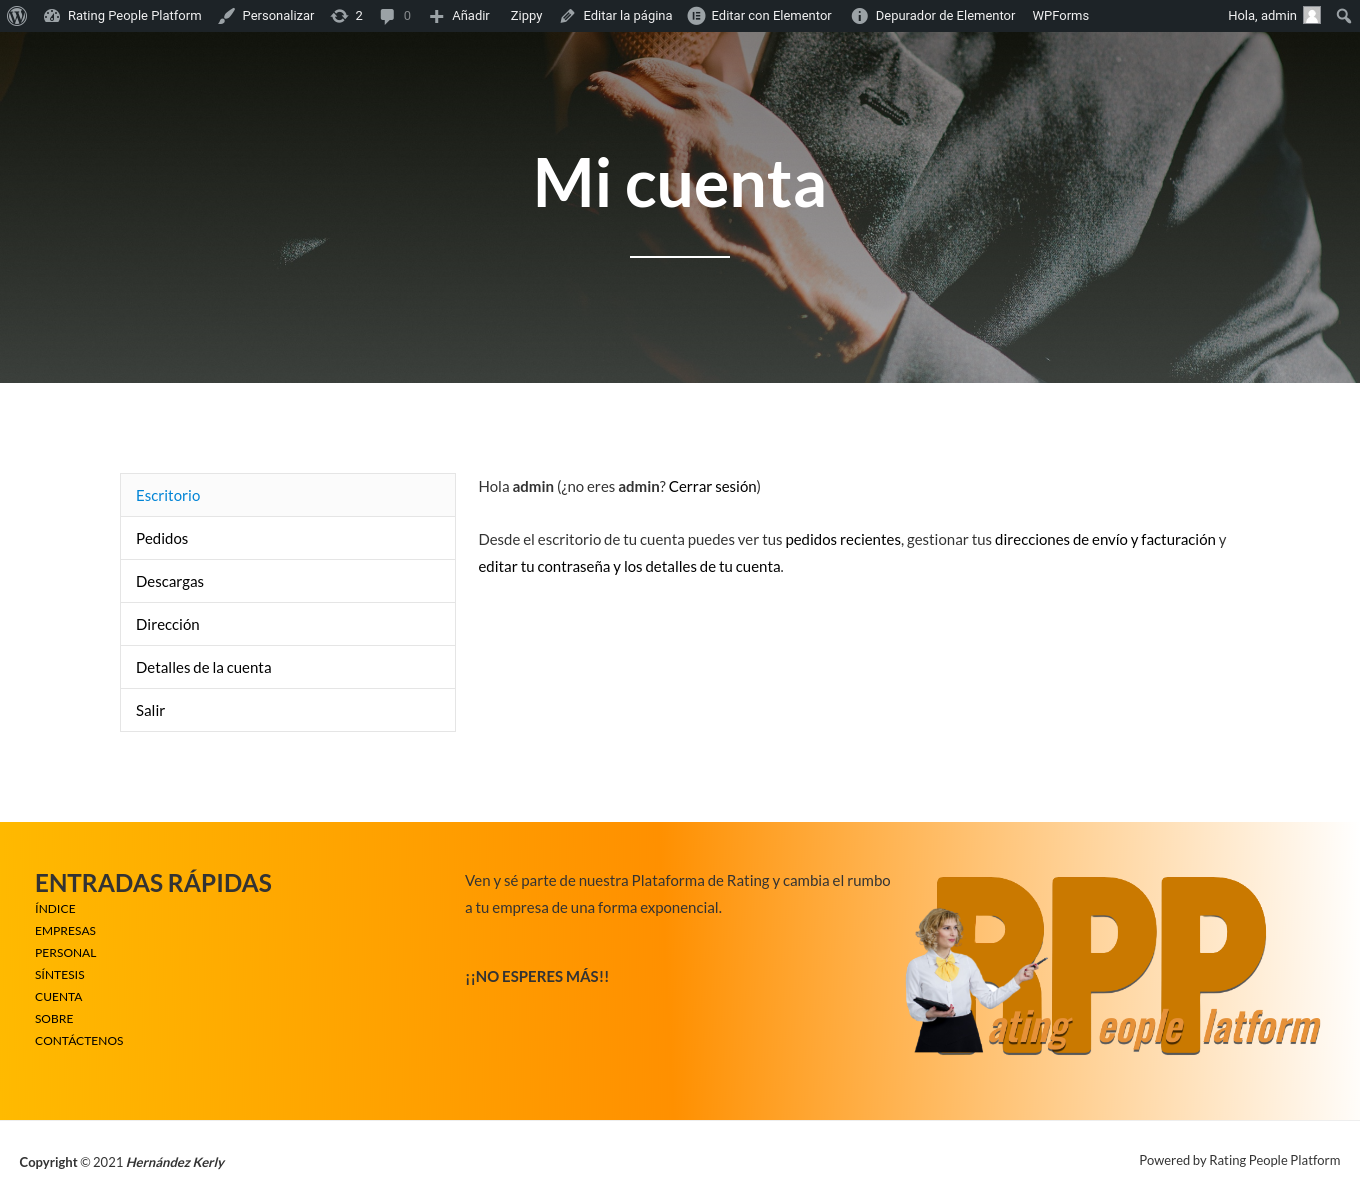 Rating People Platform Personalizar 2 0 Añadir Zippy Editar la página Editar con Elementor Depurador de Elementor WPForms Hola, admin
Mi cuenta
Escritorio
Pedidos
Descargas
Dirección
Detalles de la cuenta
Salir
Hola admin (¿no eres admin? Cerrar sesión)
Desde el escritorio de tu cuenta puedes ver tus pedidos recientes, gestionar tus direcciones de envío y facturación y
editar tu contraseña y los detalles de tu cuenta.
ENTRADAS RÁPIDAS
ÍNDICE
EMPRESAS
PERSONAL
SÍNTESIS
CUENTA
SOBRE
CONTÁCTENOS
Ven y sé parte de nuestra Plataforma de Rating y cambia el rumbo
a tu empresa de una forma exponencial.
¡¡NO ESPERES MÁS!!
RPP
ating eople latform
Copyright © 2021 Hernández Kerly
Powered by Rating People Platform